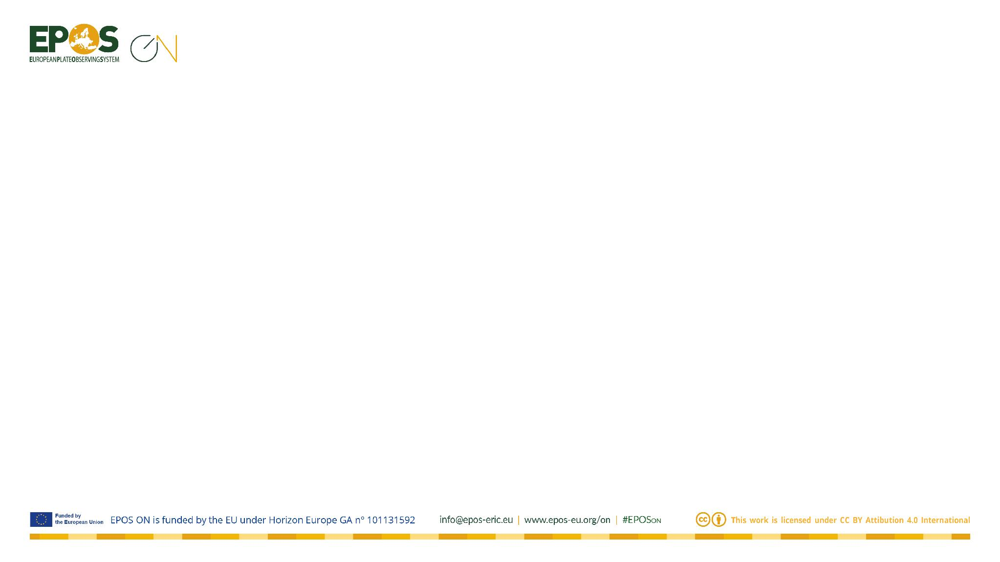 EPOS ON
EUROPEANPLATEOBSERVINGSYSTEM
Funded by
the European Union
EPOS ON is funded by the EU under Horizon Europe GA n° 101131592
info@epos-eric.eu | www.epos-eu.org/on | #EPOSON
cc
This work is licensed under CC BY Attibution 4.0 International